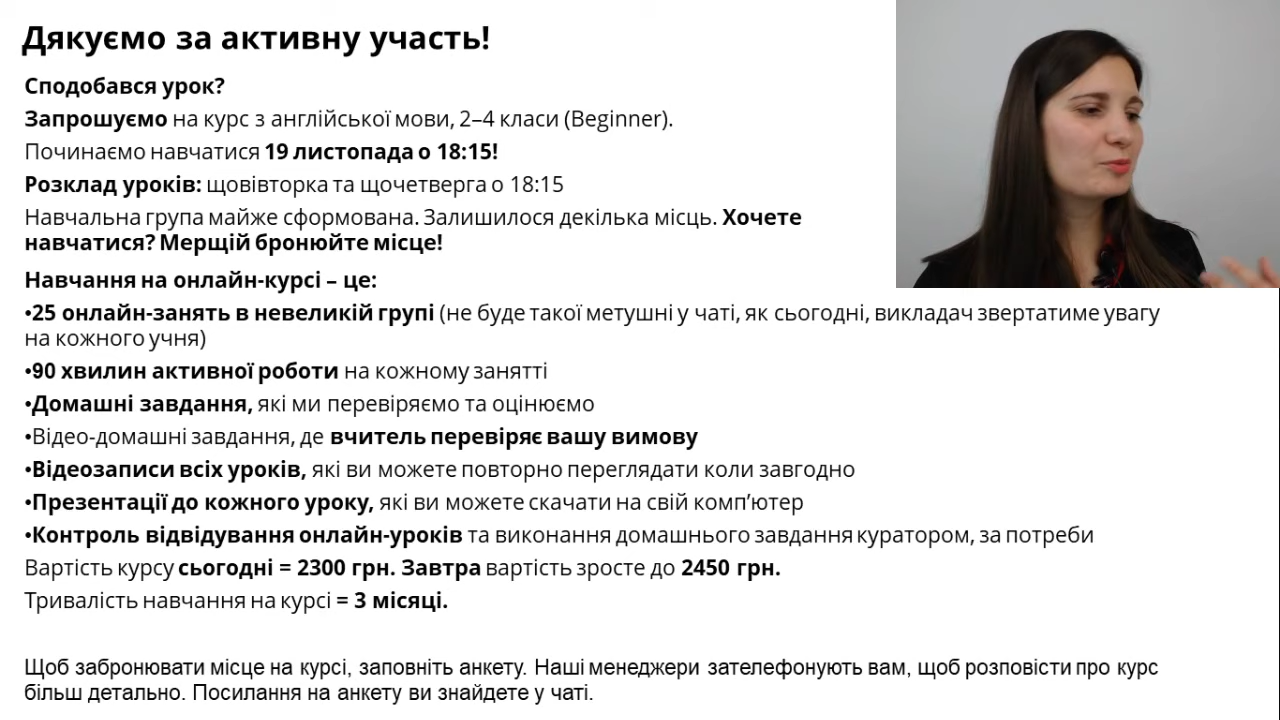 Дякуємо за активну участь!
Сподобався урок?
Запрошуємо на курс з англійської мови, 2–4 класи (Beginner).
Починаємо навчатися 19 листопада о 18:15!
Розклад уроків: щовівторка та щочетверга о 18:15
Навчальна група майже сформована. Залишилося декілька місць. Хочете
навчатися? Мерщій бронюйте місце!
Навчання на онлайн-курсі – це:
•25 онлайн-занять в невеликій групі (не буде такої метушні у чаті, як сьогодні, викладач звертатиме увагу
на кожного учня)
•90 хвилин активної роботи на кожному занятті
•Домашні завдання, які ми перевіряємо та оцінюємо
•Відео-домашні завдання, де вчитель перевіряє вашу вимову
•Відеозаписи всіх уроків, які ви можете повторно переглядати коли завгодно
•Презентації до кожного уроку, які ви можете скачати на свій комп’ютер
•Контроль відвідування онлайн-уроків та виконання домашнього завдання куратором, за потреби
Вартість курсу сьогодні = 2300 грн. Завтра вартість зросте до 2450 грн.
Тривалість навчання на курсі = 3 місяці.
Щоб забронювати місце на курсі, заповніть анкету. Наші менеджери зателефонують вам, щоб розповісти про курс
більш детально. Посилання на анкету ви знайдете у чаті.